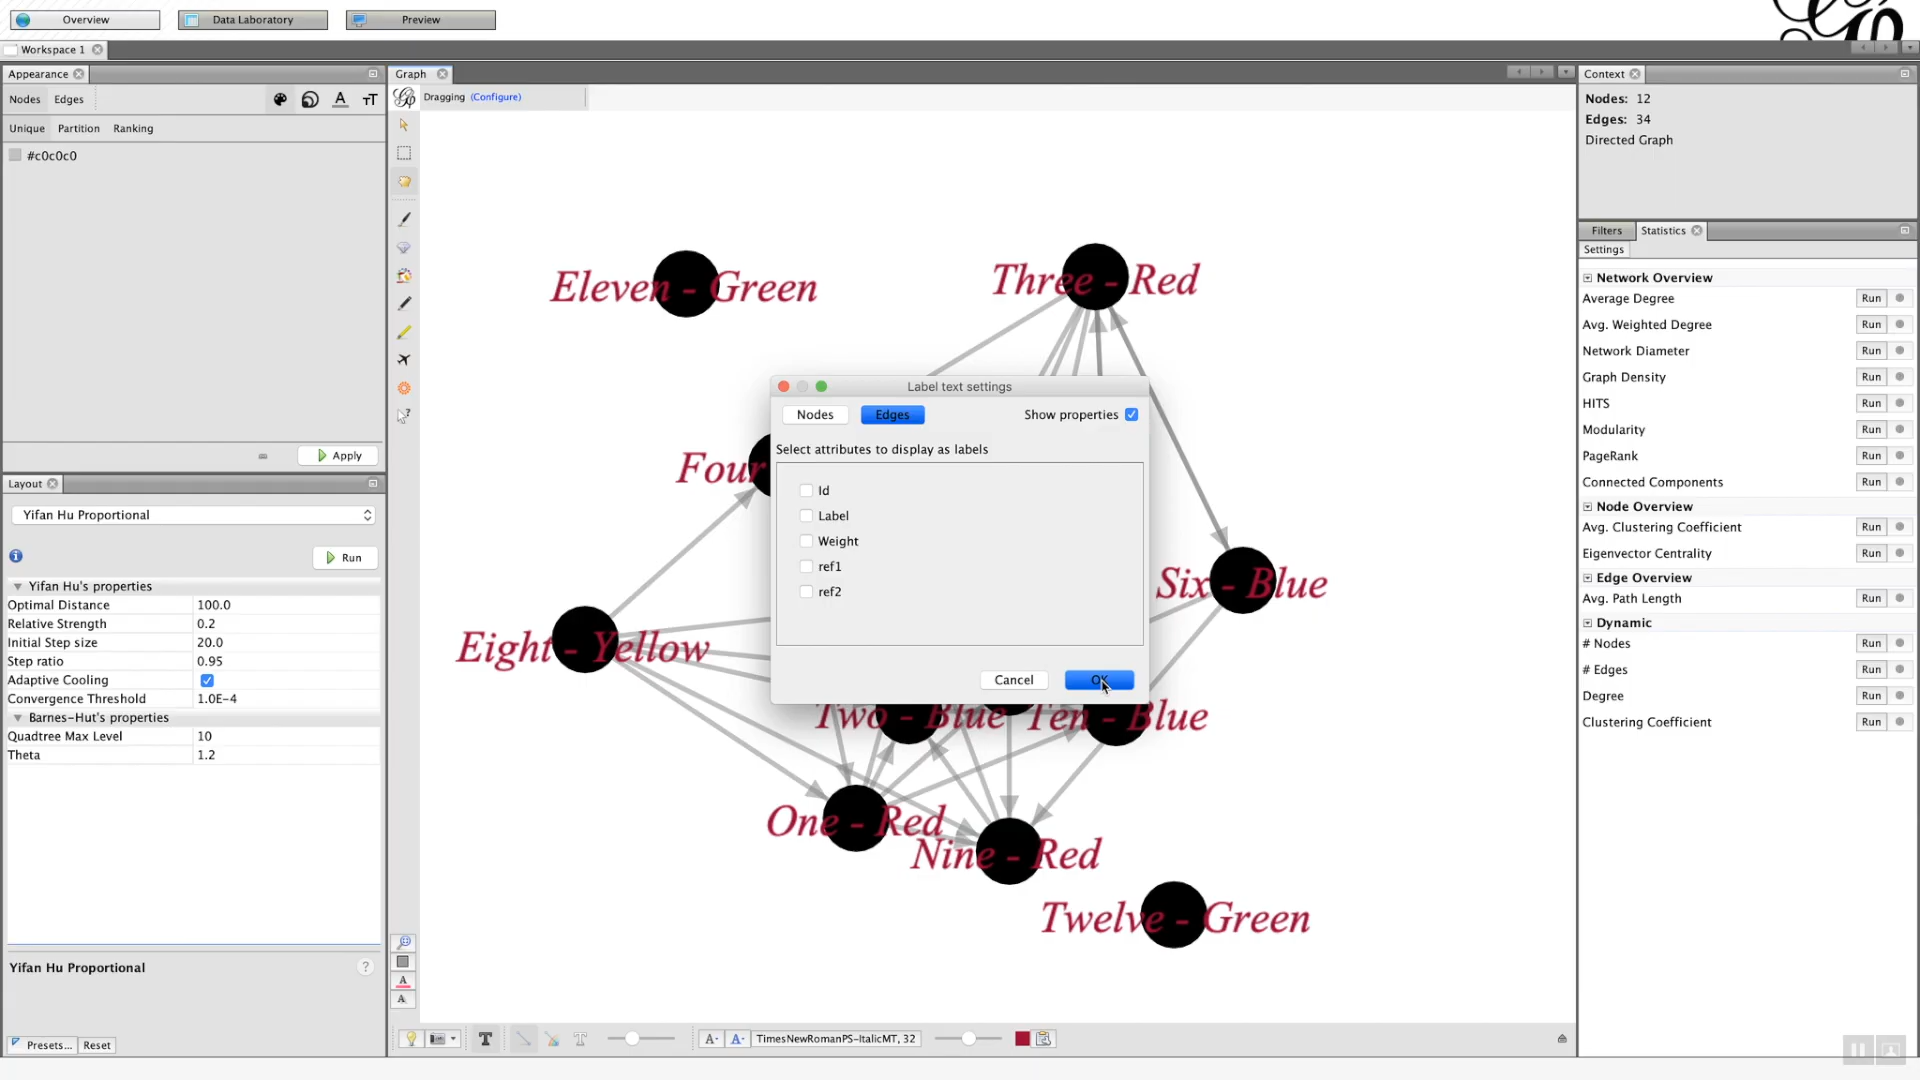 Overview
Data Laboratory
Preview
Workspace 1
Appearance
Nodes
Edges
T
Unique
Partition
Ranking
#c0c0c0
Apply
Layout
Yifan Hu Proportional
Run
Yifan Hu's properties
Optimal Distance 100.0
Relative Strength 0.2
Initial Step size 20.0
Step ratio 0.95
Adaptive Cooling
Convergence Threshold 1.0E-4
Barnes-Hut's properties
Quadtree Max Level 10
Theta 1.2
Yifan Hu Proportional
?
Presets...
Reset
Graph
Dragging (Configure)
Eleven - Green
Three - Red
Four
Six - Blue
Eight - Yellow
Two - Blue
Ten - Blue
One - Red
Nine - Red
Twelve - Green
Label text settings
Nodes
Edges
Show properties
Select attributes to display as labels
Id
Label
Weight
ref1
ref2
Cancel
OK
T
T
A-
A-
TimesNewRomanPS-ItalicMT, 32
Context
Nodes: 12
Edges: 34
Directed Graph
Filters
Statistics
Settings
Network Overview
Average Degree Run
Avg. Weighted Degree Run
Network Diameter Run
Graph Density Run
HITS Run
Modularity Run
PageRank Run
Connected Components Run
Node Overview
Avg. Clustering Coefficient Run
Eigenvector Centrality Run
Edge Overview
Avg. Path Length Run
Dynamic
# Nodes Run
# Edges Run
Degree Run
Clustering Coefficient Run